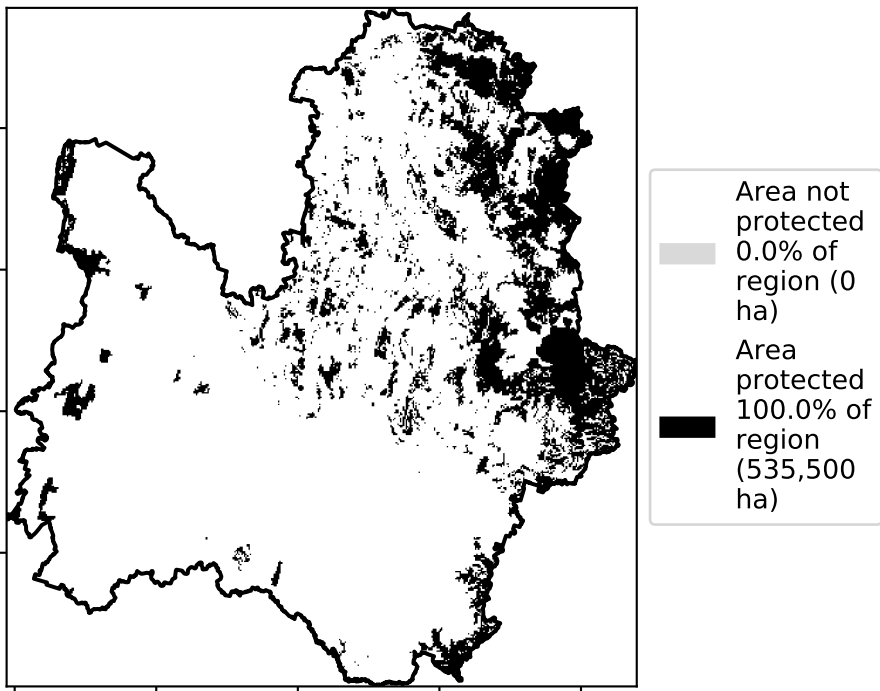 Area not
protected
0.0% of
region (0
ha)
Area
protected
100.0% of
region
(535,500
ha)